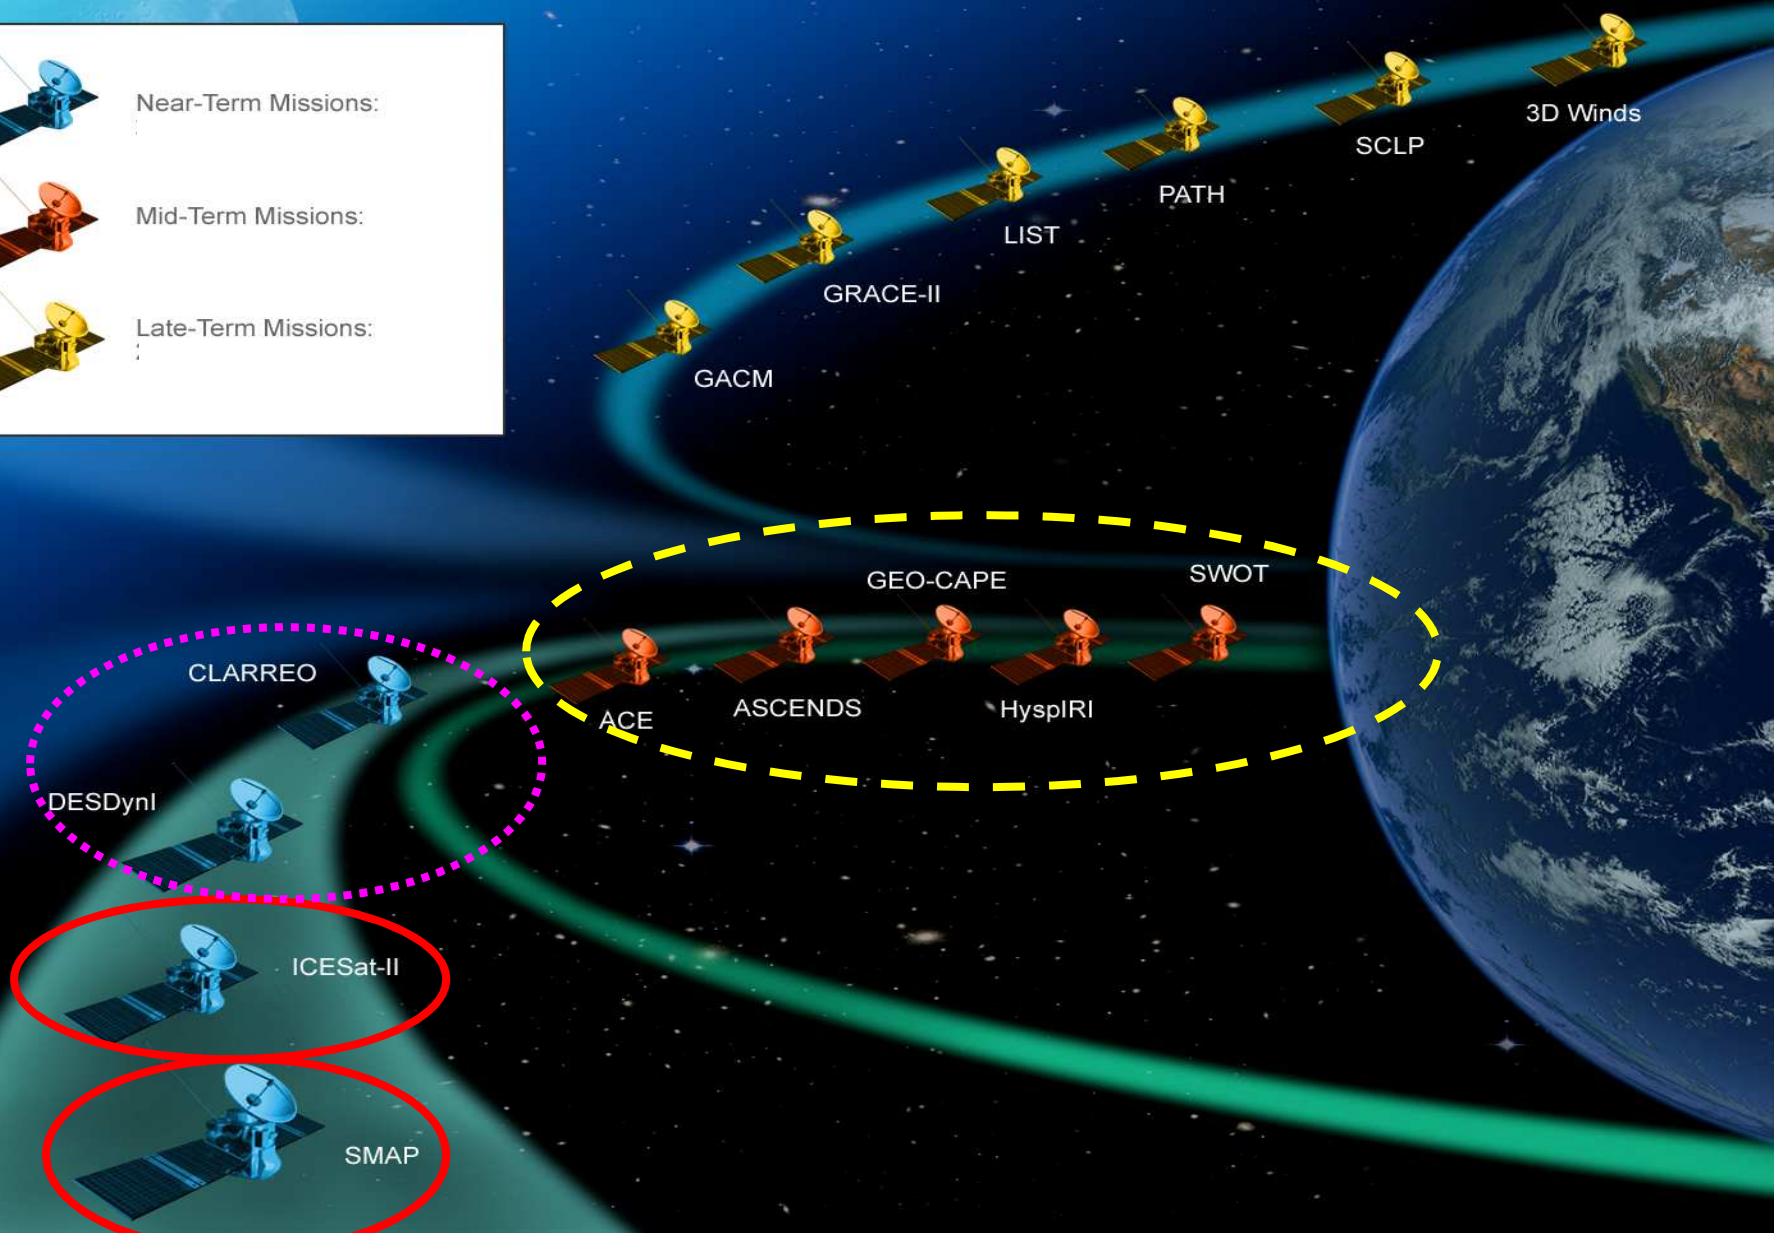 Near-Term Missions:
Mid-Term Missions:
Late-Term Missions:
3D Winds
SCLP
PATH
LIST
GRACE-II
GACM
GEO-CAPE
SWOT
CLARREO
ACE
ASCENDS
HyspIRI
DESDynI
ICESat-II
SMAP